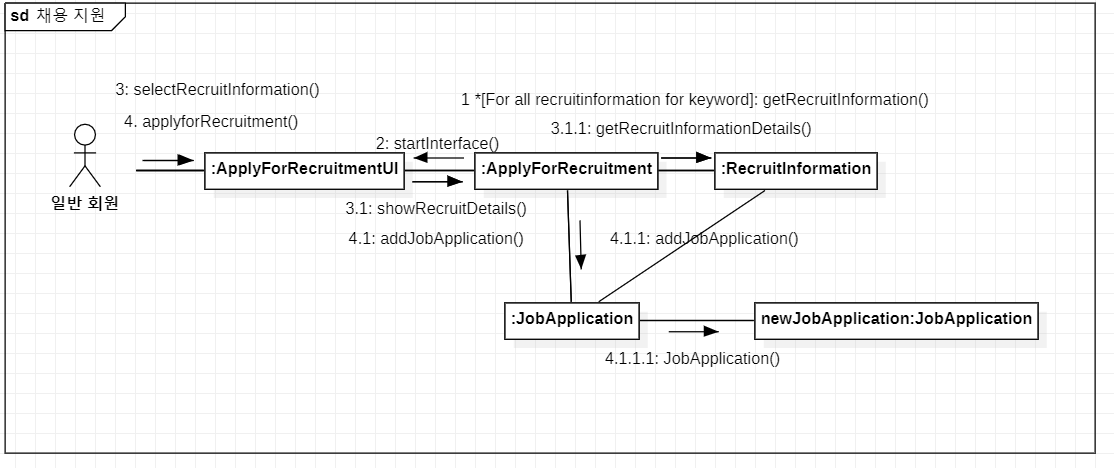 sd 채용 지원
3: selectRecruitInformation()
1 *[For all recruitinformation for keyword]: getRecruitInformation()
4. applyforRecruitment()
3.1.1: getRecruitInformationDetails()
2: startInterface()
:ApplyForRecruitmentUI
:ApplyForRecruitment
:RecruitInformation
일반 회원
3.1: showRecruitDetails()
4.1: addJobApplication()
4.1.1: addJobApplication()
:JobApplication
newJobApplication:JobApplication
4.1.1.1: JobApplication()